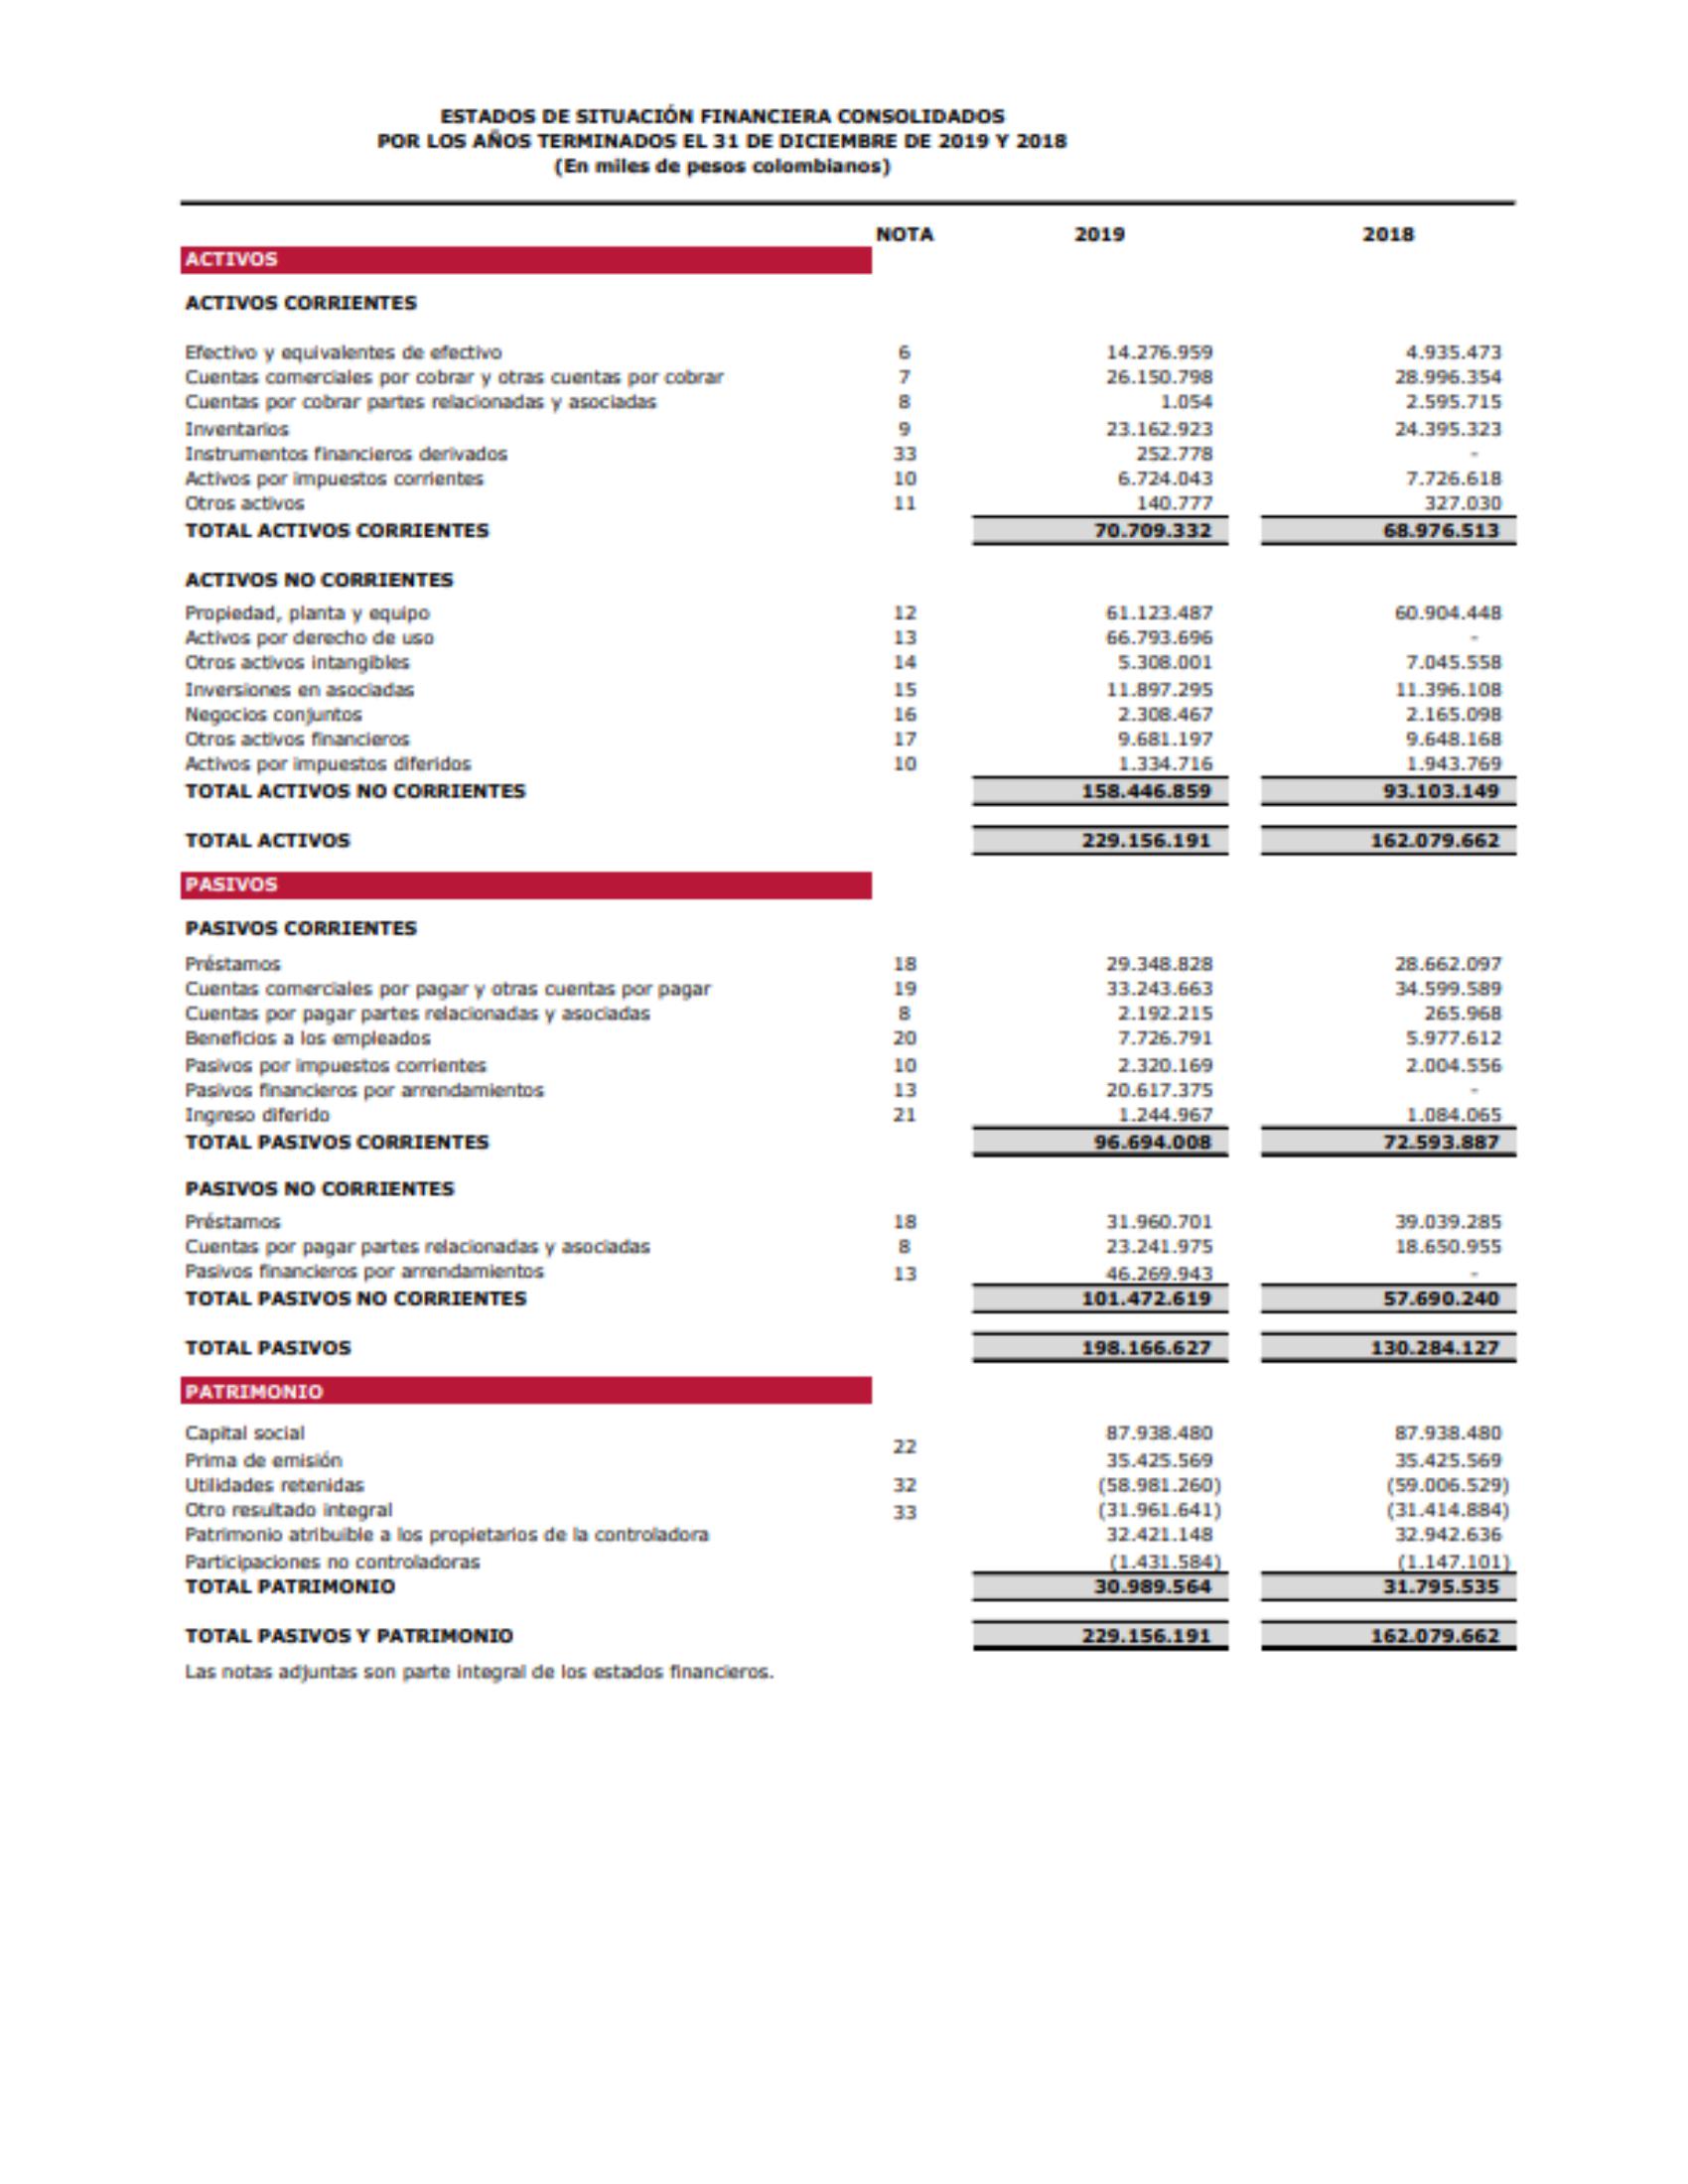 ESTADOS DE SITUACIÓN FINANCIERA CONSOLIDADOS
POR LOS AÑOS TERMINADOS EL 31 DE DICIEMBRE DE 2019 Y 2018
(En miles de pesos colombianos)
NOTA 2019 2018
ACTIVOS
ACTIVOS CORRIENTES
Efectivo y equivalentes de efectivo 6 14.276.959 4.935.473
Cuentas comerciales por cobrar y otras cuentas por cobrar 7 26.150.798 28.996.354
Cuentas por cobrar partes relacionadas y asociadas 8 1.054 2.595.715
Inventarios 9 23.162.923 24.395.323
Instrumentos financieros derivados 33 252.778 -
Activos por impuestos corrientes 10 6.724.043 7.726.618
Otros activos 11 140.777 327.030
TOTAL ACTIVOS CORRIENTES 70.709.332 68.976.513
ACTIVOS NO CORRIENTES
Propiedad, planta y equipo 12 61.123.487 60.904.448
Activos por derecho de uso 13 66.793.696 -
Otros activos intangibles 14 5.308.001 7.045.558
Inversiones en asociadas 15 11.897.295 11.396.108
Negocios conjuntos 16 2.308.467 2.165.098
Otros activos financieros 17 9.681.197 9.648.168
Activos por impuestos diferidos 10 1.334.716 1.943.769
TOTAL ACTIVOS NO CORRIENTES 158.446.859 93.103.149
TOTAL ACTIVOS 229.156.191 162.079.662
PASIVOS
PASIVOS CORRIENTES
Préstamos 18 29.348.828 28.662.097
Cuentas comerciales por pagar y otras cuentas por pagar 19 33.243.663 34.599.589
Cuentas por pagar partes relacionadas y asociadas 8 2.192.215 265.968
Beneficios a los empleados 20 7.726.791 5.977.612
Pasivos por impuestos corrientes 10 2.320.169 2.004.556
Pasivos financieros por arrendamientos 13 20.617.375 -
Ingreso diferido 21 1.244.967 1.084.065
TOTAL PASIVOS CORRIENTES 96.694.008 72.593.887
PASIVOS NO CORRIENTES
Préstamos 18 31.960.701 39.039.285
Cuentas por pagar partes relacionadas y asociadas 8 23.241.975 18.650.955
Pasivos financieros por arrendamientos 13 46.269.943 -
TOTAL PASIVOS NO CORRIENTES 101.472.619 57.690.240
TOTAL PASIVOS 198.166.627 130.284.127
PATRIMONIO
Capital social 87.938.480 87.938.480
22
Prima de emisión 35.425.569 35.425.569
Utilidades retenidas 32 (58.981.260) (59.006.529)
Otro resultado integral 33 (31.961.641) (31.414.884)
Patrimonio atribuible a los propietarios de la controladora 32.421.148 32.942.636
Participaciones no controladoras (1.431.584) (1.147.101)
TOTAL PATRIMONIO 30.989.564 31.795.535
TOTAL PASIVOS Y PATRIMONIO 229.156.191 162.079.662
Las notas adjuntas son parte integral de los estados financieros.